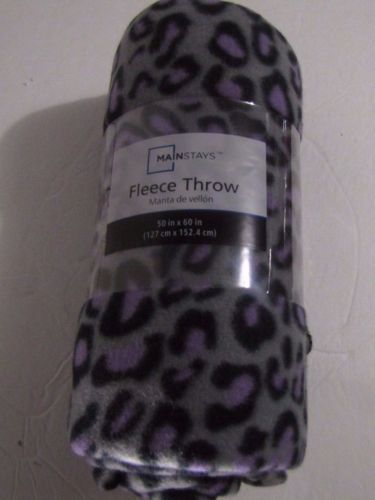 MAINSTAYS™
Fleece Throw
Manta de vellón
50 in x 60 in
(127 cm x 152.4 cm)